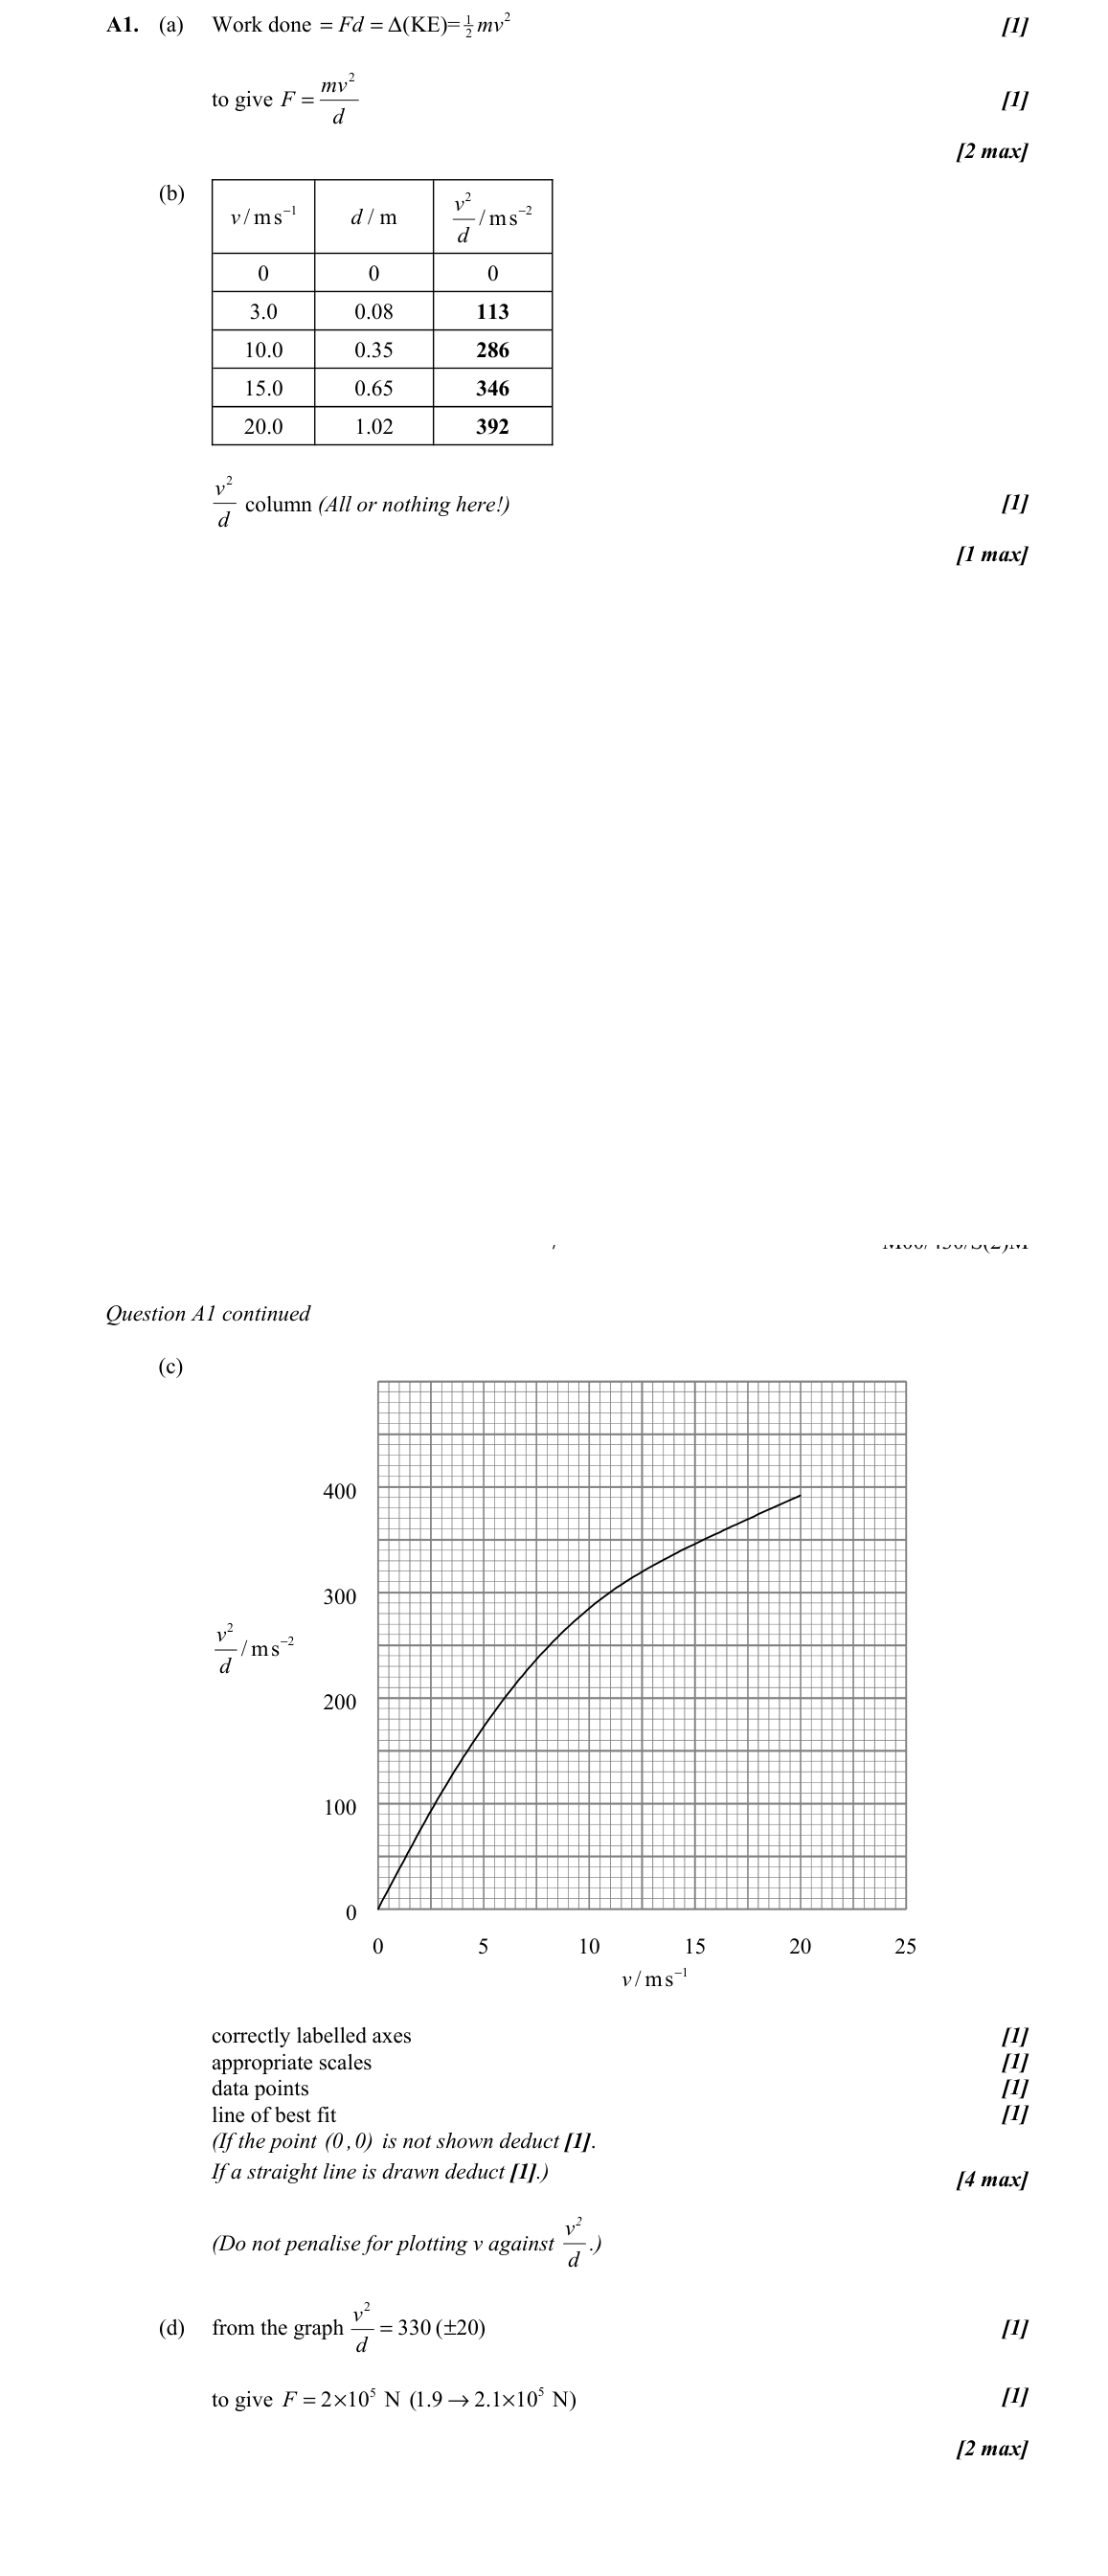 A1. (a) Work done = Fd = Δ(KE)=½mv² [1]
to give F = mv²/d [1]
[2 max]
(b) v / m s⁻¹ d / m v²/d / m s⁻²
0 0 0
3.0 0.08 113
10.0 0.35 286
15.0 0.65 346
20.0 1.02 392
v²/d column (All or nothing here!) [1]
[1 max]
Question A1 continued
(c)
400
300
v²/d / m s⁻²
200
100
0
0 5 10 15 20 25
v / m s⁻¹
correctly labelled axes [1]
appropriate scales [1]
data points [1]
line of best fit [1]
(If the point (0,0) is not shown deduct [1].
If a straight line is drawn deduct [1].) [4 max]
(Do not penalise for plotting v against v²/d.)
(d) from the graph v²/d = 330 (±20) [1]
to give F = 2×10⁵ N (1.9 → 2.1×10⁵ N) [1]
[2 max]